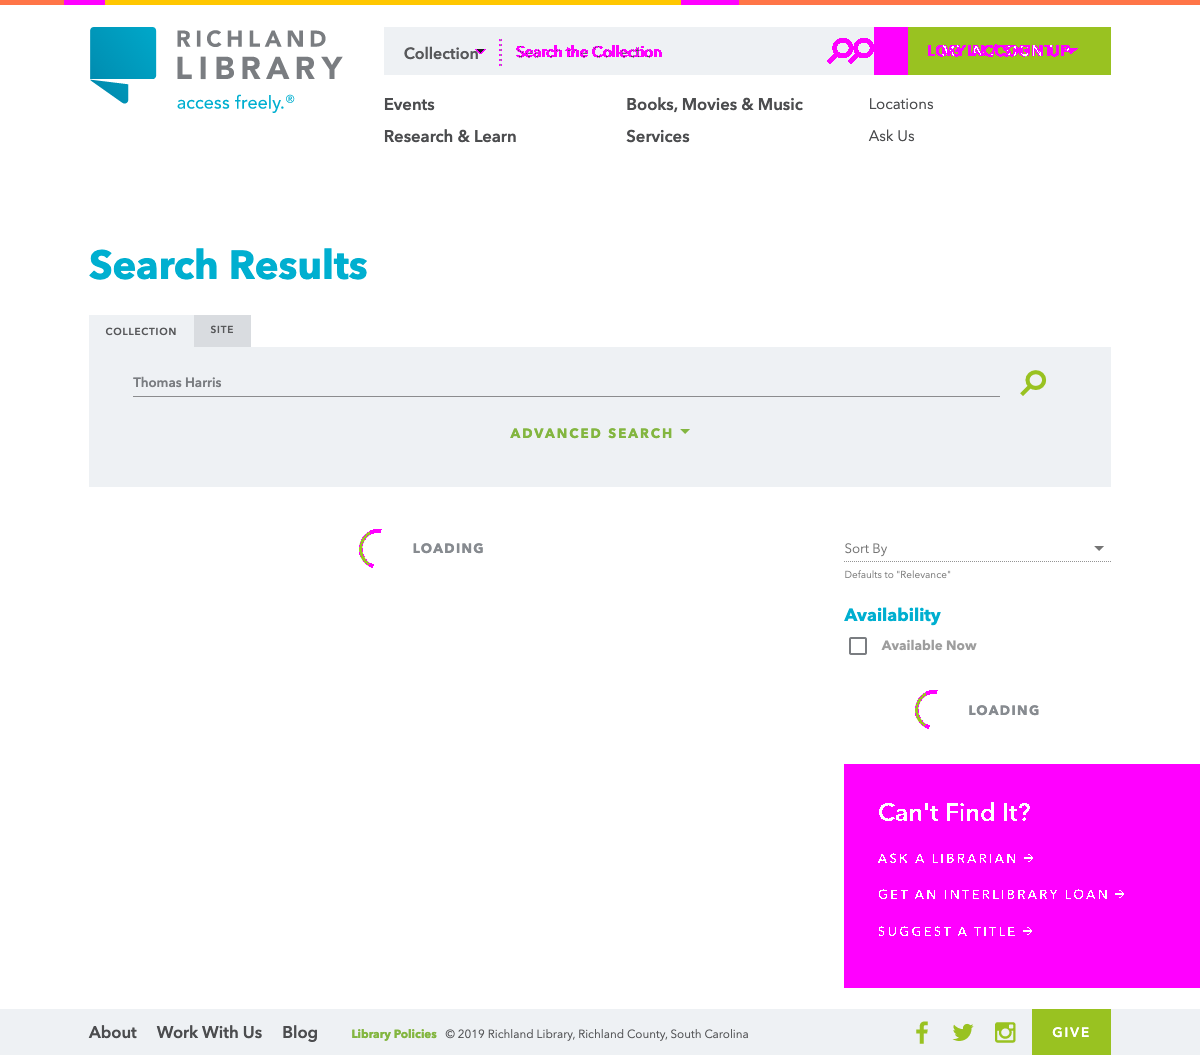 RICHLAND
LIBRARY
access freely.®
Collection
Search the Collection
Events
Books, Movies & Music
Locations
Research & Learn
Services
Ask Us
Search Results
COLLECTION
SITE
Thomas Harris
ADVANCED SEARCH
LOADING
Sort By
Defaults to "Relevance"
Availability
Available Now
LOADING
Can't Find It?
ASK A LIBRARIAN →
GET AN INTERLIBRARY LOAN →
SUGGEST A TITLE →
About Work With Us Blog Library Policies © 2019 Richland Library, Richland County, South Carolina
GIVE